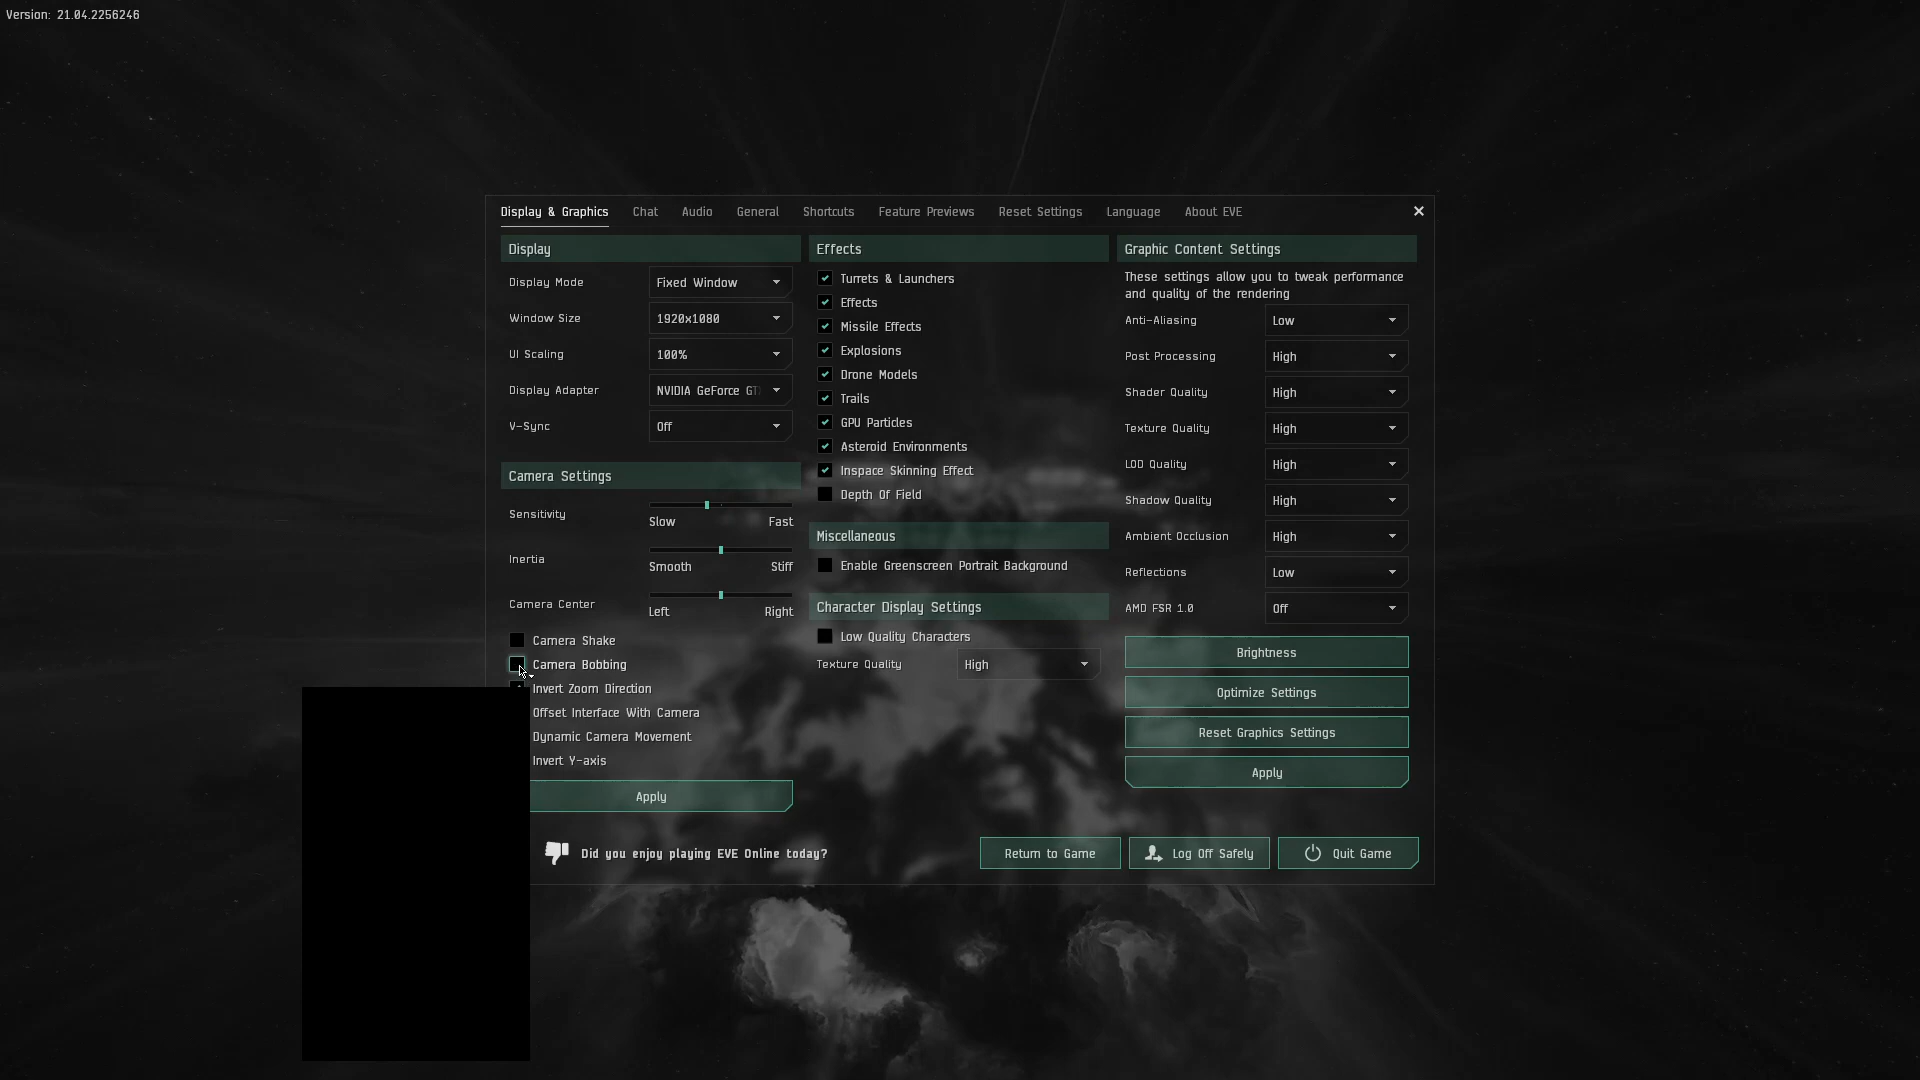 Version: 21.04.2256246
Display & Graphics
Chat
Audio
General
Shortcuts
Feature Previews
Reset Settings
Language
About EVE
Display
Display Mode
Fixed Window
Window Size
1920x1080
UI Scaling
100%
Display Adapter
NVIDIA GeForce GT
V-Sync
Off
Camera Settings
Sensitivity
Slow
Fast
Inertia
Smooth
Stiff
Camera Center
Left
Right
Camera Shake
Camera Bobbing
Invert Zoom Direction
Offset Interface With Camera
Dynamic Camera Movement
Invert Y-axis
Apply
Effects
Turrets & Launchers
Effects
Missile Effects
Explosions
Drone Models
Trails
GPU Particles
Asteroid Environments
Inspace Skinning Effect
Depth Of Field
Miscellaneous
Enable Greenscreen Portrait Background
Character Display Settings
Low Quality Characters
Texture Quality
High
Graphic Content Settings
These settings allow you to tweak performance
and quality of the rendering
Anti-Aliasing
Low
Post Processing
High
Shader Quality
High
Texture Quality
High
LOD Quality
High
Shadow Quality
High
Ambient Occlusion
High
Reflections
Low
AMD FSR 1.0
Off
Brightness
Optimize Settings
Reset Graphics Settings
Apply
Did you enjoy playing EVE Online today?
Return to Game
Log Off Safely
Quit Game